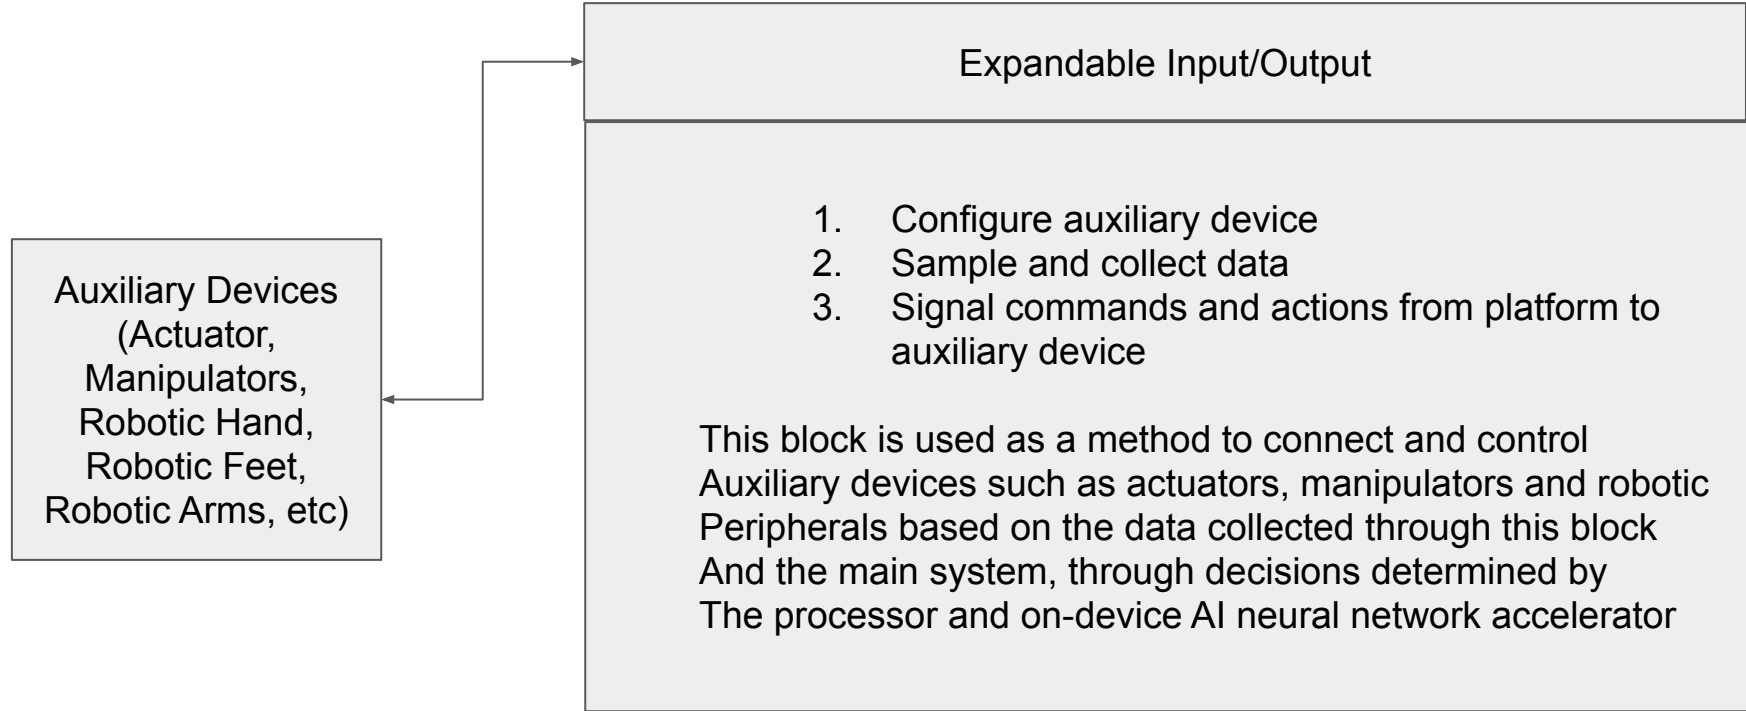 Expandable Input/Output
Auxiliary Devices
(Actuator,
Manipulators,
Robotic Hand,
Robotic Feet,
Robotic Arms, etc)
1. Configure auxiliary device
2. Sample and collect data
3. Signal commands and actions from platform to
auxiliary device
This block is used as a method to connect and control
Auxiliary devices such as actuators, manipulators and robotic
Peripherals based on the data collected through this block
And the main system, through decisions determined by
The processor and on-device AI neural network accelerator